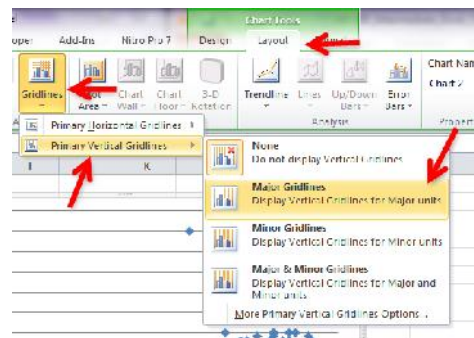 Chart Tools
oper Add-Ins Nitro Pro 7 Design Layout
Gridlines Area Chart Wall Chart Floor 3-D Rotation Trendline Lines Up/Down Bars Error Bars
Chart Nam
Chart 2
Analysis
Propert
Primary Horizontal Gridlines
Primary Vertical Gridlines
I K
None
Do not display Vertical Gridlines
Major Gridlines
Display Vertical Gridlines for Major units
Minor Gridlines
Display Vertical Gridlines for Minor units
Major & Minor Gridlines
Display Vertical Gridlines for Major and
Minor units
More Primary Vertical Gridlines Options...